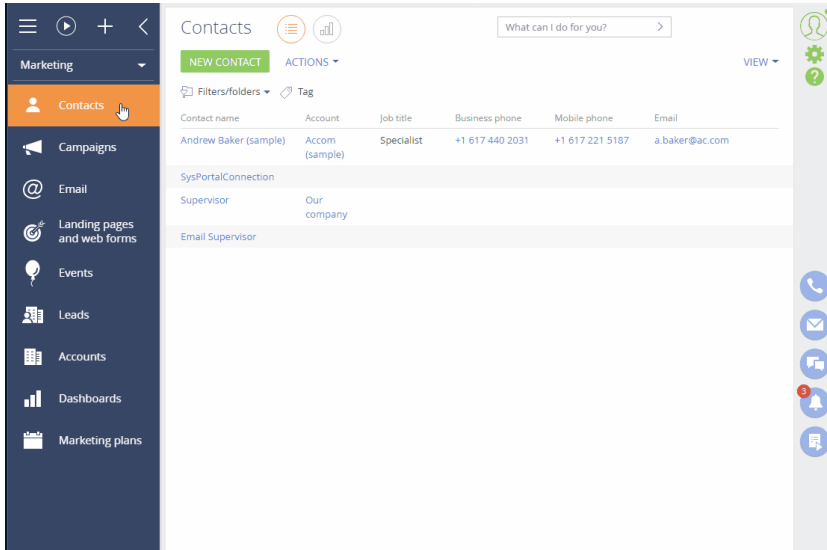 Marketing
Contacts
Campaigns
Email
Landing pages
and web forms
Events
Leads
Accounts
Dashboards
Marketing plans
Contacts
What can I do for you?
NEW CONTACT ACTIONS VIEW
Filters/folders Tag
Contact name Account Job title Business phone Mobile phone Email
Andrew Baker (sample) Accom Specialist +1 617 440 2031 +1 617 221 5187 a.baker@ac.com
(sample)
SysPortalConnection
Supervisor Our
company
Email Supervisor
?
3